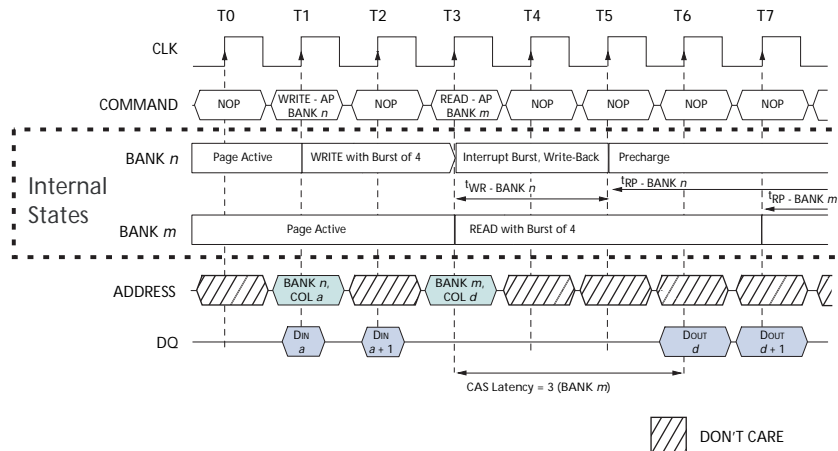 T0 T1 T2 T3 T4 T5 T6 T7
CLK
COMMAND NOP WRITE - AP BANK n NOP READ - AP BANK m NOP NOP NOP NOP
Internal States
BANK n Page Active WRITE with Burst of 4 Interrupt Burst, Write-Back Precharge
tWR - BANK n tRP - BANK n
tRP - BANK m
BANK m Page Active READ with Burst of 4
ADDRESS BANK n, COL a BANK m, COL d
DQ DIN a DIN a + 1 DOUT d DOUT d + 1
CAS Latency = 3 (BANK m)
DON'T CARE